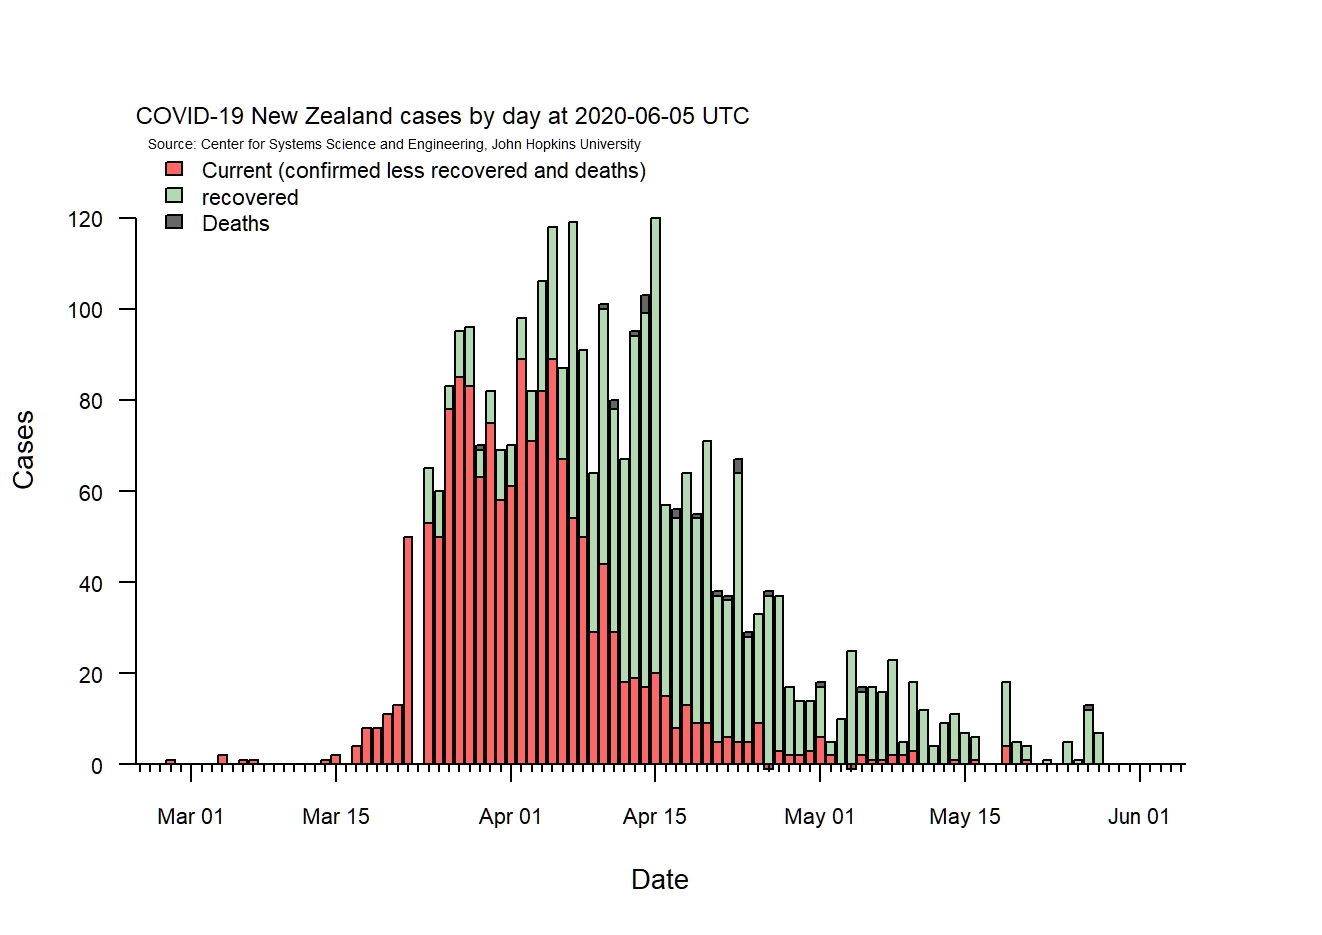 COVID-19 New Zealand cases by day at 2020-06-05 UTC
Source: Center for Systems Science and Engineering, John Hopkins University
Current (confirmed less recovered and deaths)
recovered
Deaths
120
100
80
60
40
20
0
Cases
Mar 01 Mar 15 Apr 01 Apr 15 May 01 May 15 Jun 01
Date